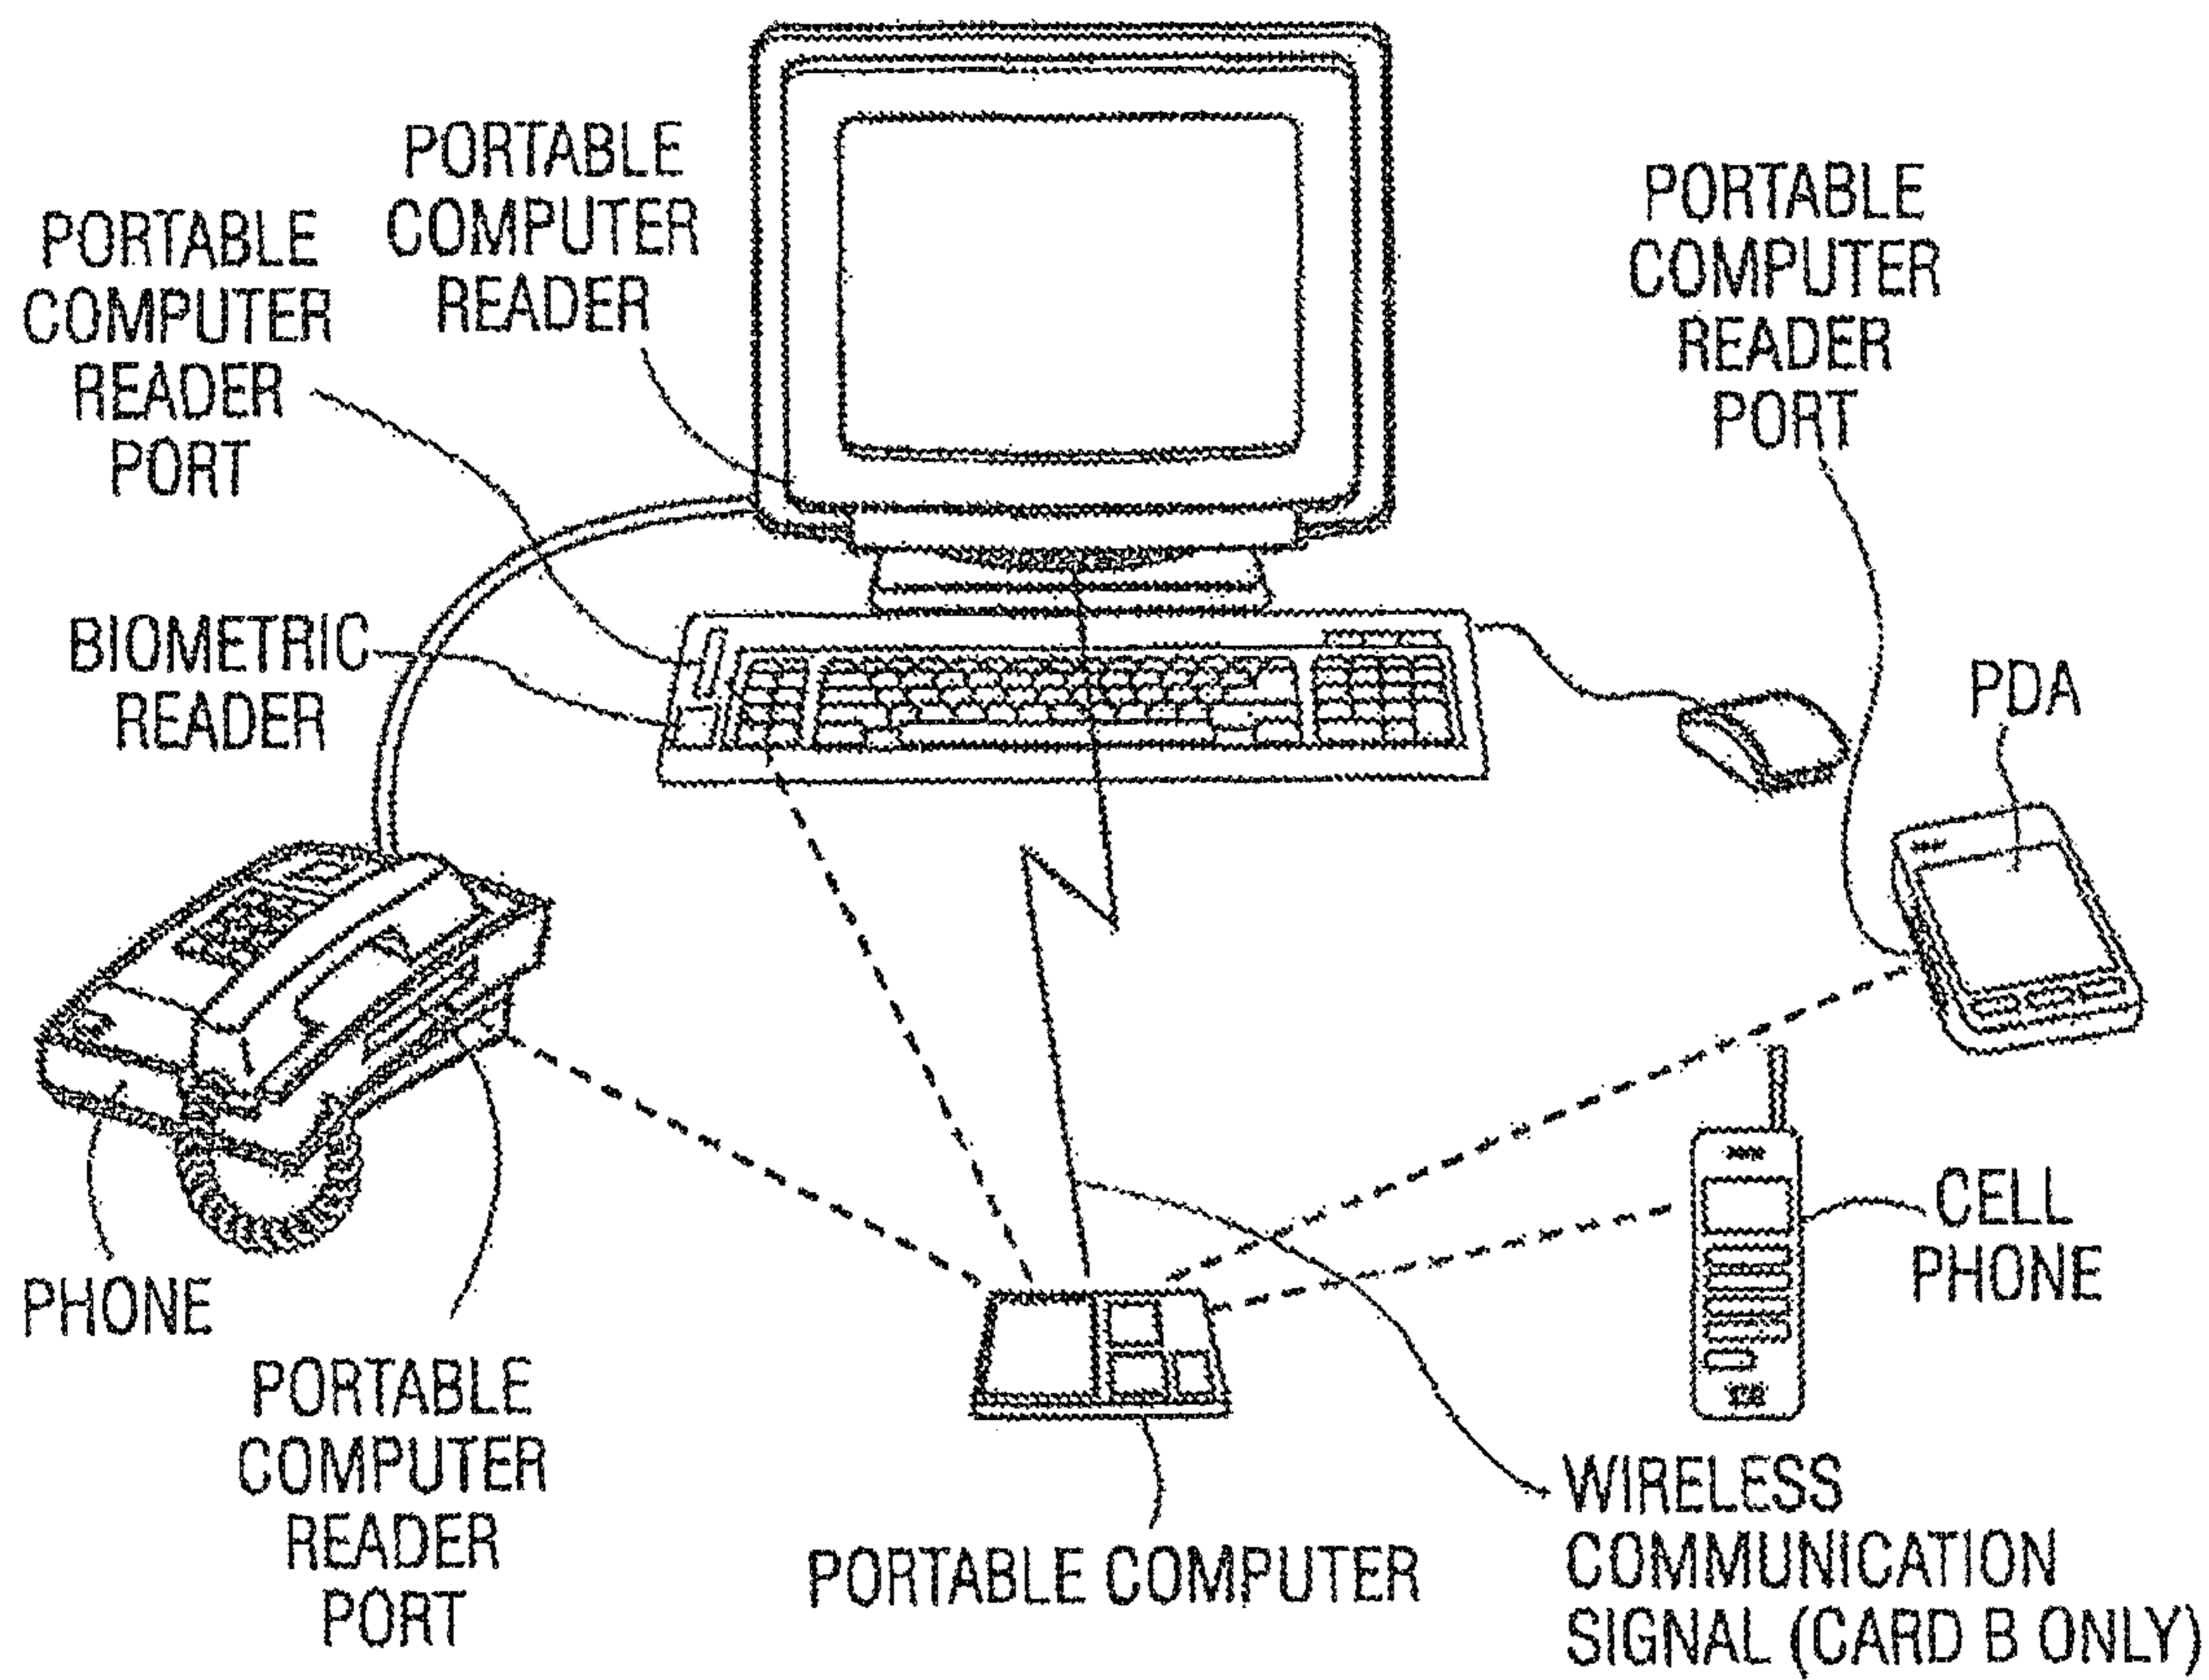 PORTABLE
COMPUTER
READER
PORTABLE
COMPUTER
READER
PORT
PORTABLE
COMPUTER
READER
PORT
BIOMETRIC
READER
PDA
CELL
PHONE
PHONE
PORTABLE
COMPUTER
READER
PORT
PORTABLE COMPUTER
WIRELESS
COMMUNICATION
SIGNAL (CARD B ONLY)